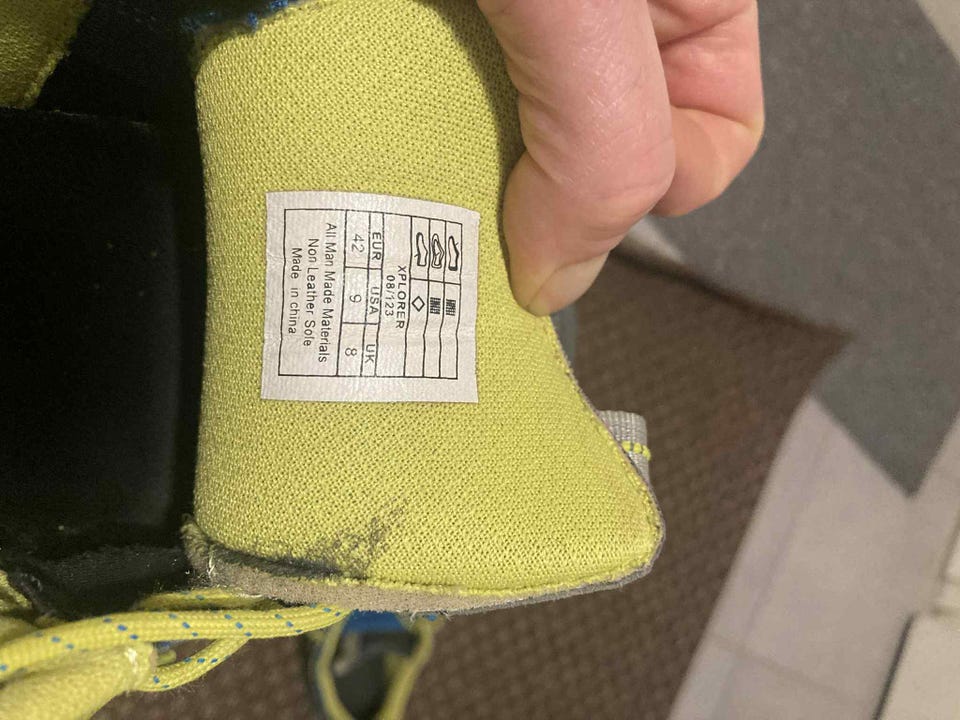 XPLORER
08/123
EUR USA UK
42 9 8
All Man Made Materials
Non Leather Sole
Made in china